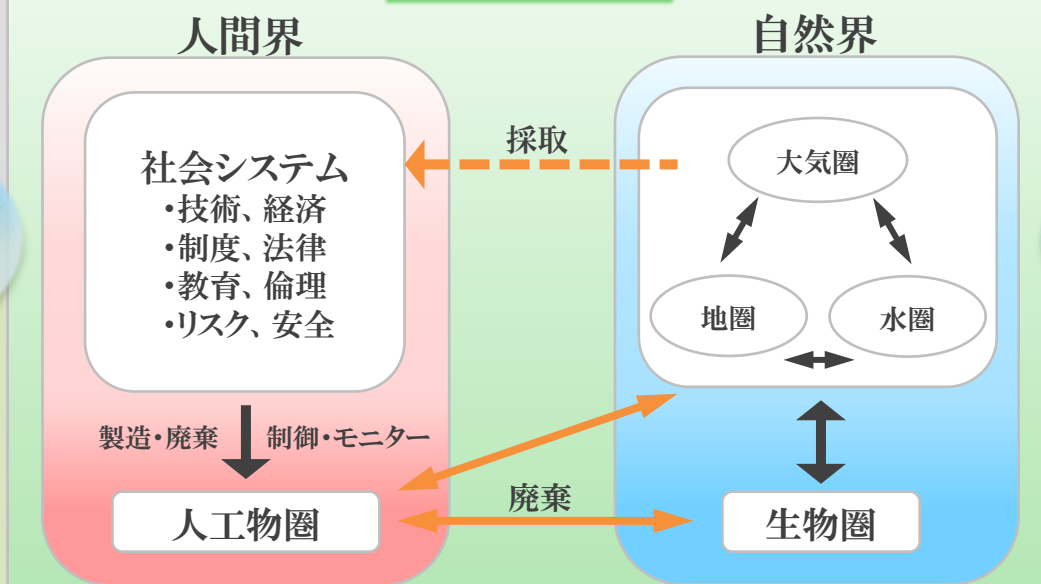 人間界
自然界
社会システム
・技術、経済
・制度、法律
・教育、倫理
・リスク、安全
採取
大気圏
地圏
水圏
製造・廃棄
制御・モニター
廃棄
人工物圏
生物圏